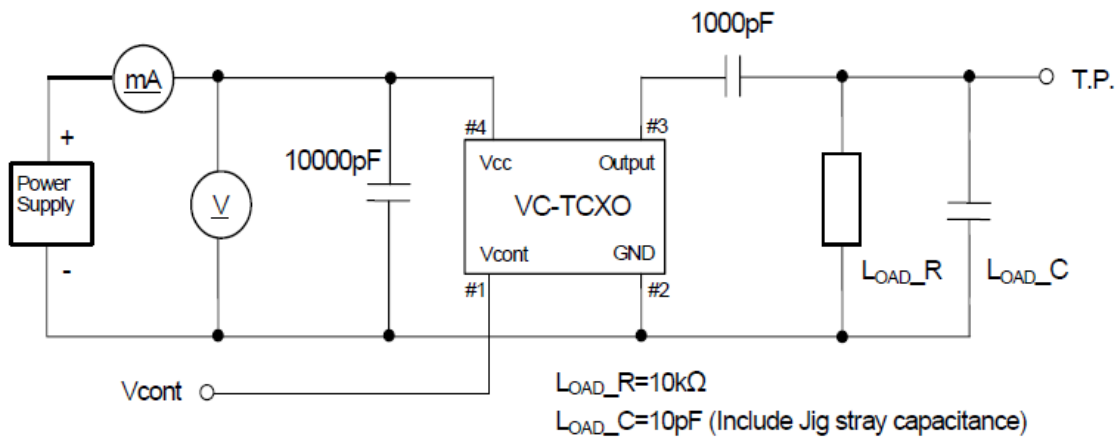 1000pF
mA
T.P.
#4
#3
+
10000pF
Vcc
Output
Power
Supply
V
VC-TCXO
Vcont
GND
-
#1
#2
LOAD_R
LOAD_C
Vcont
LOAD_R=10kΩ
LOAD_C=10pF (Include Jig stray capacitance)